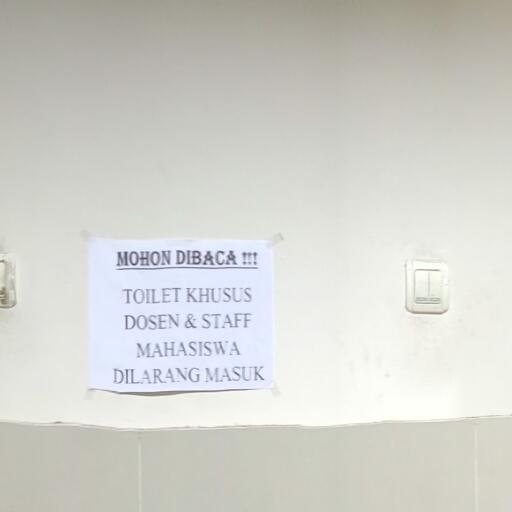 MOHON DIBACA !!!
TOILET KHUSUS
DOSEN & STAFF
MAHASISWA
DILARANG MASUK